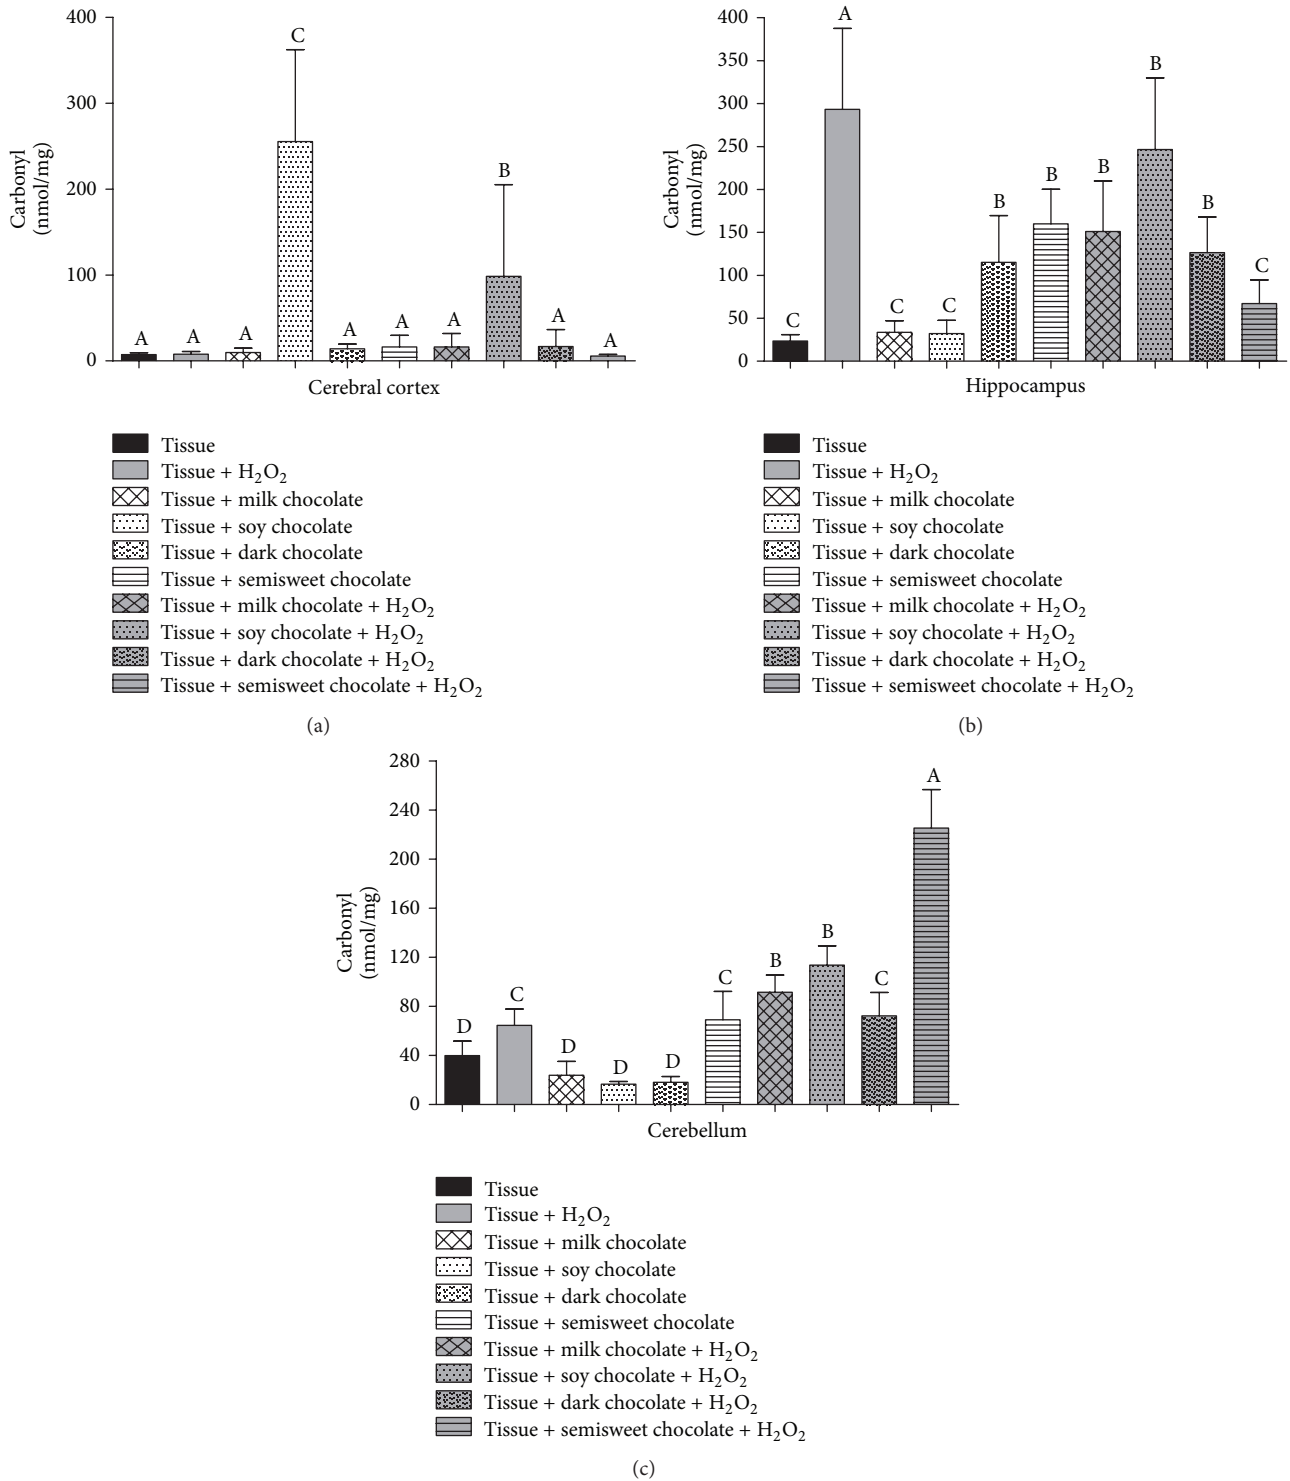 400
300
200
100
0
Carbonyl
(nmol/mg)
A
A
A
C
A
A
A
B
A
A
Cerebral cortex
Tissue
Tissue + H₂O₂
Tissue + milk chocolate
Tissue + soy chocolate
Tissue + dark chocolate
Tissue + semisweet chocolate
Tissue + milk chocolate + H₂O₂
Tissue + soy chocolate + H₂O₂
Tissue + dark chocolate + H₂O₂
Tissue + semisweet chocolate + H₂O₂
(a)
400
350
300
250
200
150
100
50
0
Carbonyl
(nmol/mg)
C
A
C
C
B
B
B
B
B
C
Hippocampus
Tissue
Tissue + H₂O₂
Tissue + milk chocolate
Tissue + soy chocolate
Tissue + dark chocolate
Tissue + semisweet chocolate
Tissue + milk chocolate + H₂O₂
Tissue + soy chocolate + H₂O₂
Tissue + dark chocolate + H₂O₂
Tissue + semisweet chocolate + H₂O₂
(b)
280
240
200
160
120
80
40
0
Carbonyl
(nmol/mg)
D
C
D
D
D
C
B
B
C
A
Cerebellum
Tissue
Tissue + H₂O₂
Tissue + milk chocolate
Tissue + soy chocolate
Tissue + dark chocolate
Tissue + semisweet chocolate
Tissue + milk chocolate + H₂O₂
Tissue + soy chocolate + H₂O₂
Tissue + dark chocolate + H₂O₂
Tissue + semisweet chocolate + H₂O₂
(c)